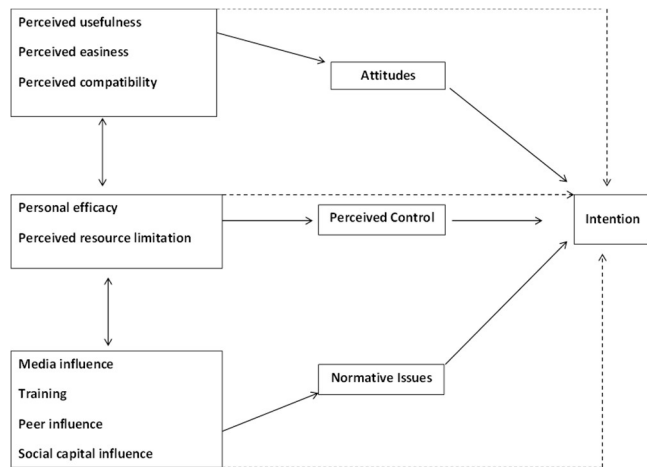 Perceived usefulness
Perceived easiness
Perceived compatibility
Attitudes
Personal efficacy
Perceived resource limitation
Perceived Control
Intention
Media influence
Training
Peer influence
Social capital influence
Normative Issues